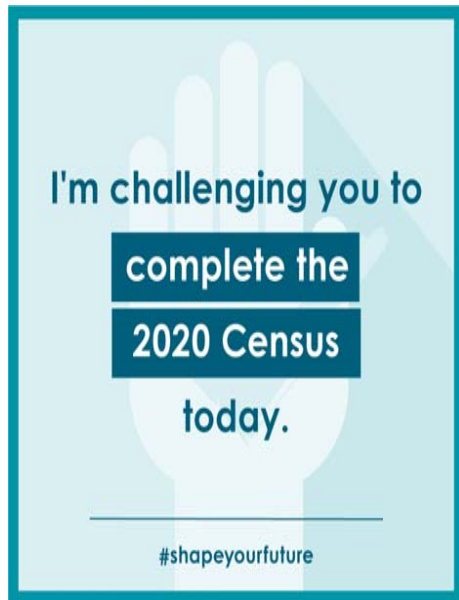 I'm challenging you to
complete the
2020 Census
today.
#shapeyourfuture